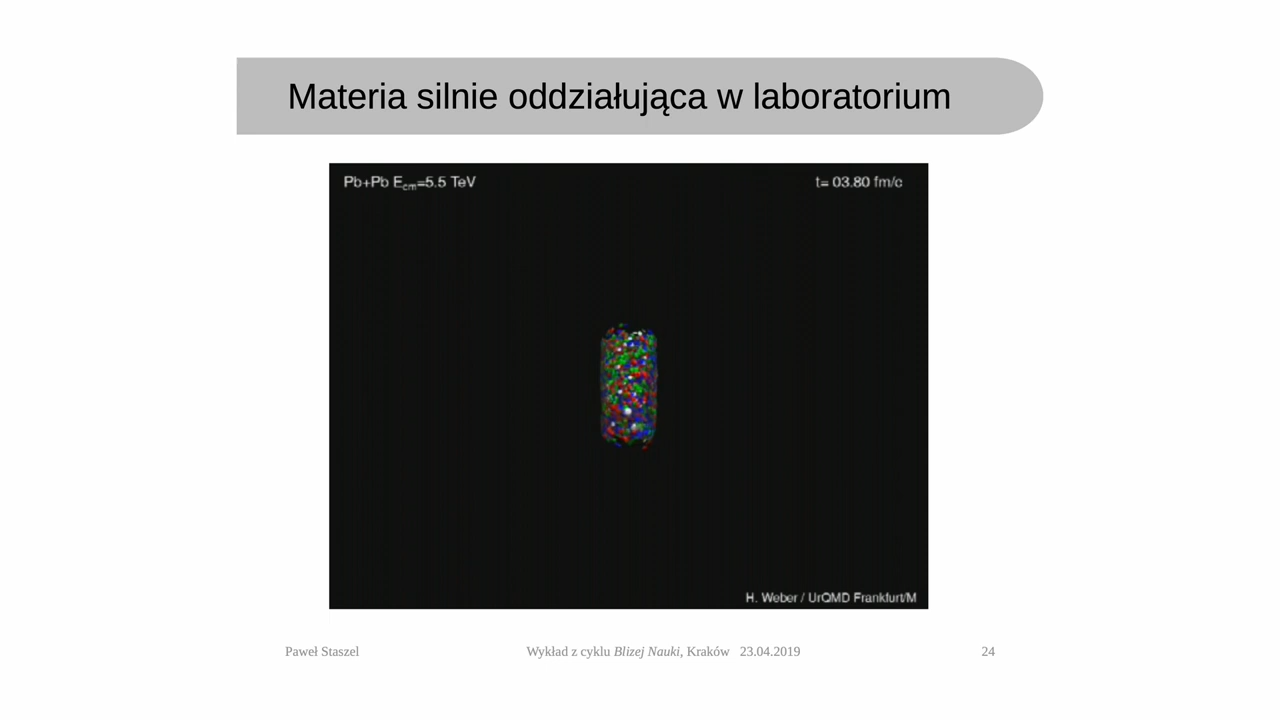 Materia silnie oddziałująca w laboratorium
Pb+Pb Ecm=5.5 TeV
t= 03.80 fm/c
H. Weber / UrQMD Frankfurt/M
Paweł Staszel
Wykład z cyklu Blizej Nauki, Kraków 23.04.2019
24